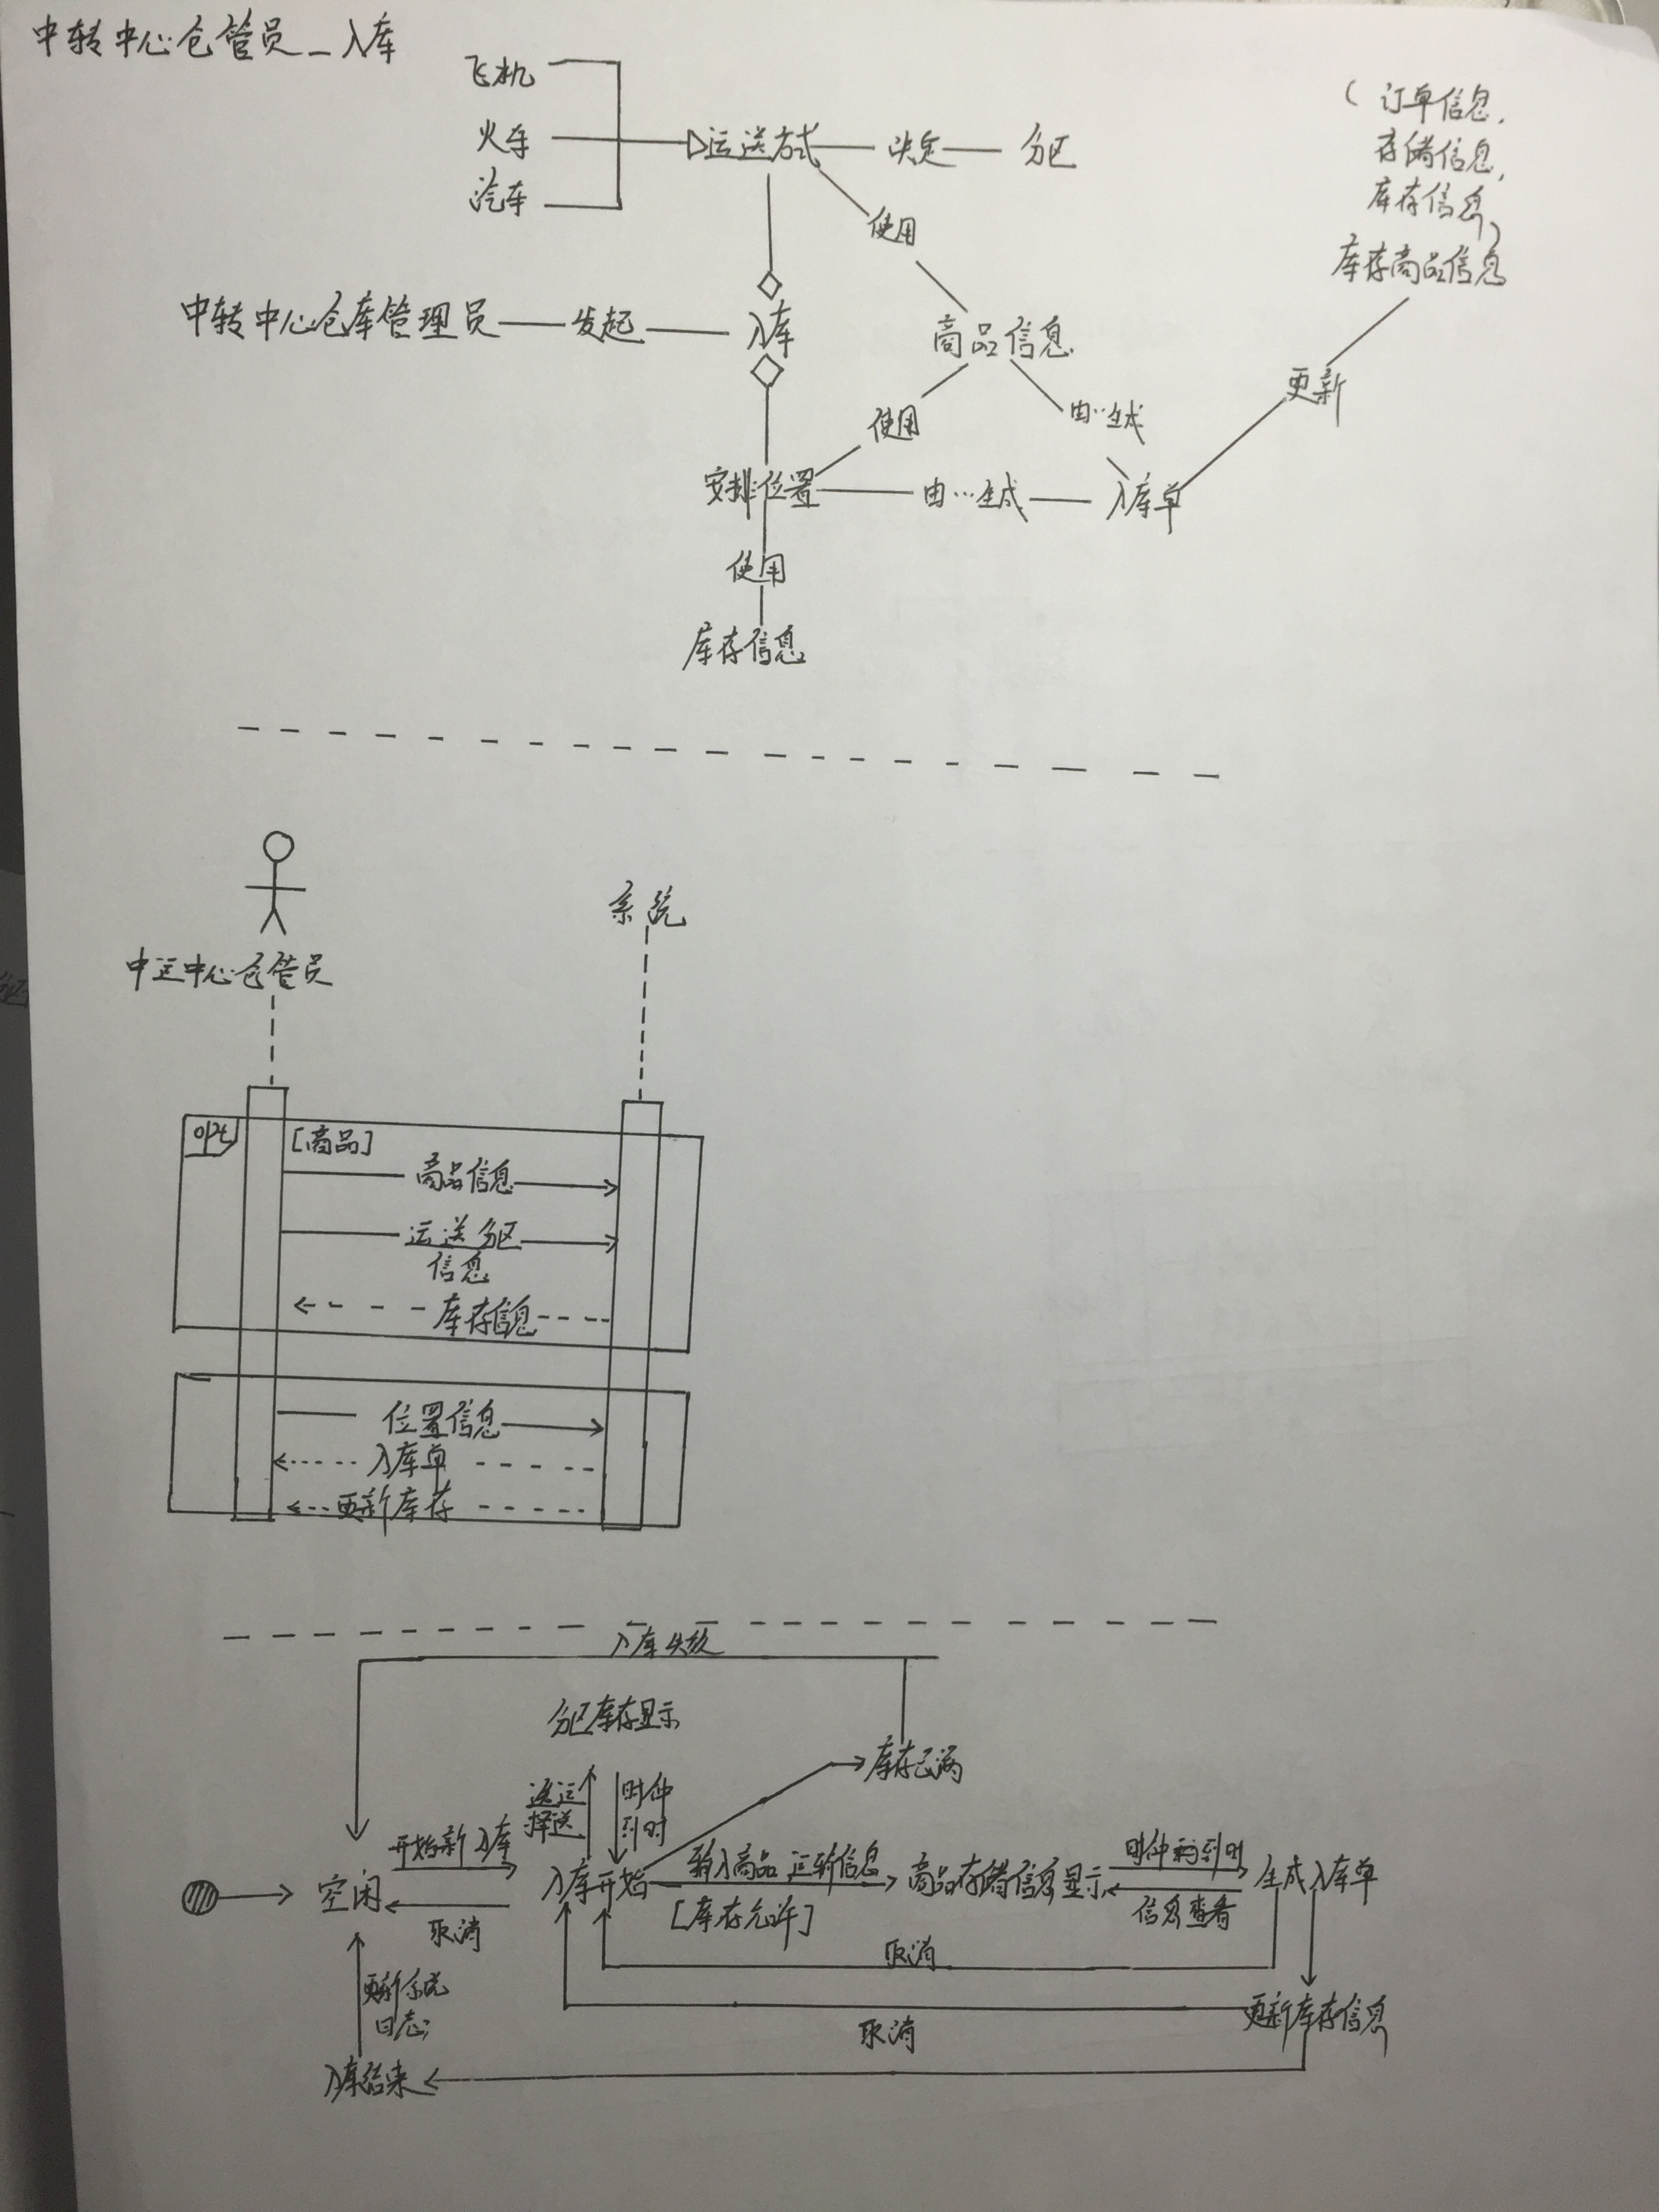 中转中心仓管员_入库
飞机
火车
汽车
运送方式
决定
分区
使用
(订单信息,
存储信息,
库存信息)
库存商品信息
中转中心仓库管理员
发起
入库
商品信息
更新
使用
由…生成
安排位置
由…生成
入库单
使用
库存信息
系统
中运中心仓管员
opt
[商品]
商品信息
运送分区
信息
库存信息
位置信息
入库单
更新库存
入库失败
分区库存显示
库存已满
选运
择送
时钟
到时
开始新入库
空闲
取消
入库开始
输入商品运输信息
[库存允许]
商品存储信息显示
信息查看
生成入库单
取消
更新系统
日志
更新库存信息
取消
入库结束